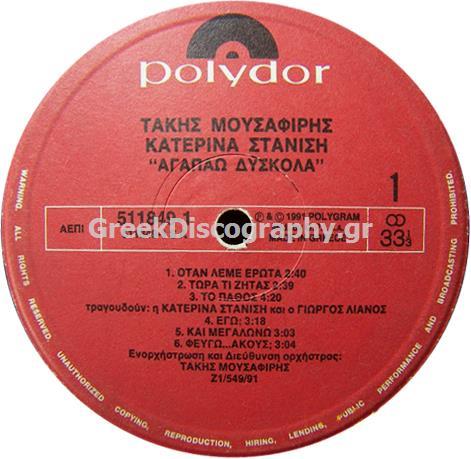 polydor
ΤΑΚΗΣ ΜΟΥΣΑΦΙΡΗΣ
ΚΑΤΕΡΙΝΑ ΣΤΑΝΙΣΗ
"ΑΓΑΠΑΩ ΔΥΣΚΟΛΑ"
1
ΑΕΠΙ
511849 1
℗ & © 1991 POLYGRAM
MADE IN GREECE
33⅓
GreekDiscography.gr
1. ΟΤΑΝ ΛΕΜΕ ΕΡΩΤΑ 2:40
2. ΤΩΡΑ ΤΙ ΖΗΤΑΣ 2:39
3. ΤΟ ΠΑΘΟΣ 4:20
τραγουδούν: η ΚΑΤΕΡΙΝΑ ΣΤΑΝΙΣΗ και ο ΓΙΩΡΓΟΣ ΛΙΑΝΟΣ
4. ΕΓΩ; 3:18
5. ΚΑΙ ΜΕΓΑΛΩΝΩ 3:03
6. ΦΕΥΓΩ...ΑΚΟΥΣ; 3:04
Ενορχήστρωση και Διεύθυνση ορχήστρας:
ΤΑΚΗΣ ΜΟΥΣΑΦΙΡΗΣ
Ζ1/549/91
WARNING. ALL RIGHTS RESERVED. UNAUTHORIZED COPYING, REPRODUCTION, HIRING, LENDING, PUBLIC PERFORMANCE AND BROADCASTING PROHIBITED.